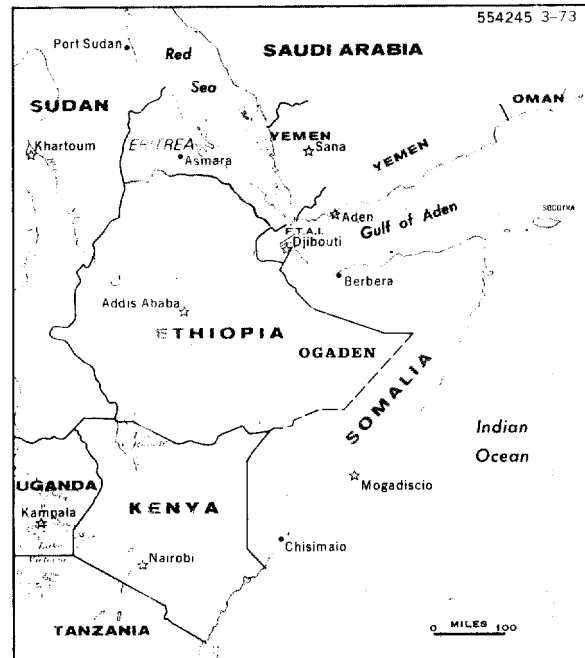 554245 3-73
Port Sudan
Red
Sea
SAUDI ARABIA
SUDAN
OMAN
YEMEN
Sana
YEMEN
Khartoum
ERITREA
Asmara
Aden
Gulf of Aden
SOCOTRA
F.T.A.I.
Djibouti
Berbera
Addis Ababa
ETHIOPIA
OGADEN
SOMALIA
Indian
Ocean
UGANDA
Kampala
KENYA
Mogadiscio
Chisimaio
Nairobi
Lake
Victoria
TANZANIA
0 MILES 100